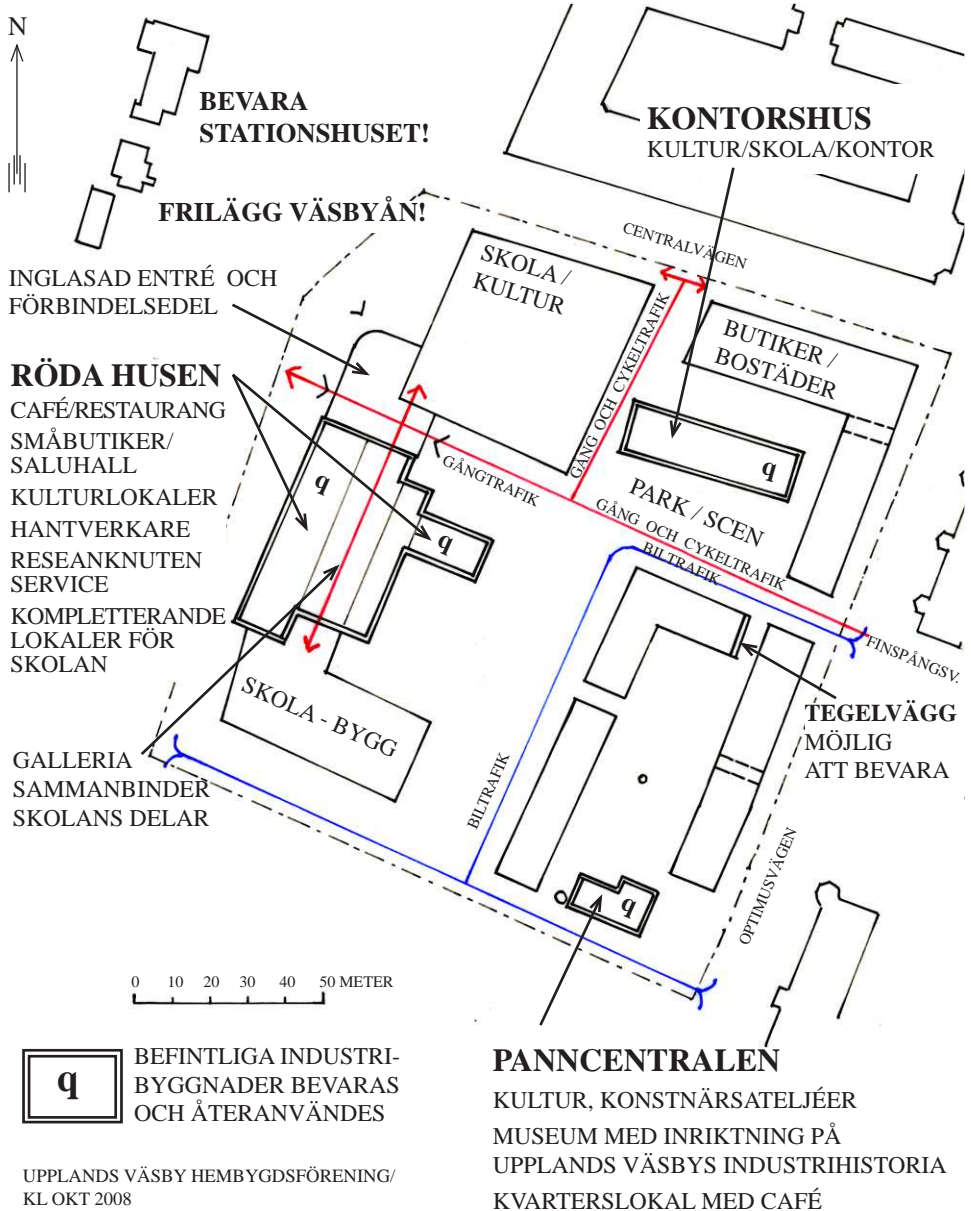 N
BEVARA
STATIONSHUSET!
KONTORSHUS
KULTUR/SKOLA/KONTOR
FRILÄGG VÄSBYÅN!
CENTRALVÄGEN
INGLASAD ENTRÉ OCH
FÖRBINDELSEDEL
SKOLA /
KULTUR
GÅNG OCH CYKELTRAFIK
BUTIKER /
BOSTÄDER
RÖDA HUSEN
CAFÉ/RESTAURANG
SMÅBUTIKER/
SALUHALL
KULTURLOKALER
HANTVERKARE
RESEANKNUTEN
SERVICE
KOMPLETTERANDE
LOKALER FÖR
SKOLAN
q
q
q
GÅNGTRAFIK
PARK / SCEN
GÅNG OCH CYKELTRAFIK
BILTRAFIK
FINSPÅNGSV.
SKOLA - BYGG
TEGELVÄGG
MÖJLIG
ATT BEVARA
GALLERIA
SAMMANBINDER
SKOLANS DELAR
BILTRAFIK
OPTIMUSVÄGEN
q
0 10 20 30 40 50 METER
q
BEFINTLIGA INDUSTRI-
BYGGNADER BEVARAS
OCH ÅTERANVÄNDES
PANNCENTRALEN
KULTUR, KONSTNÄRSATELJÉER
MUSEUM MED INRIKTNING PÅ
UPPLANDS VÄSBYS INDUSTRIHISTORIA
KVARTERSLOKAL MED CAFÉ
UPPLANDS VÄSBY HEMBYGDSFÖRENING/
KL OKT 2008